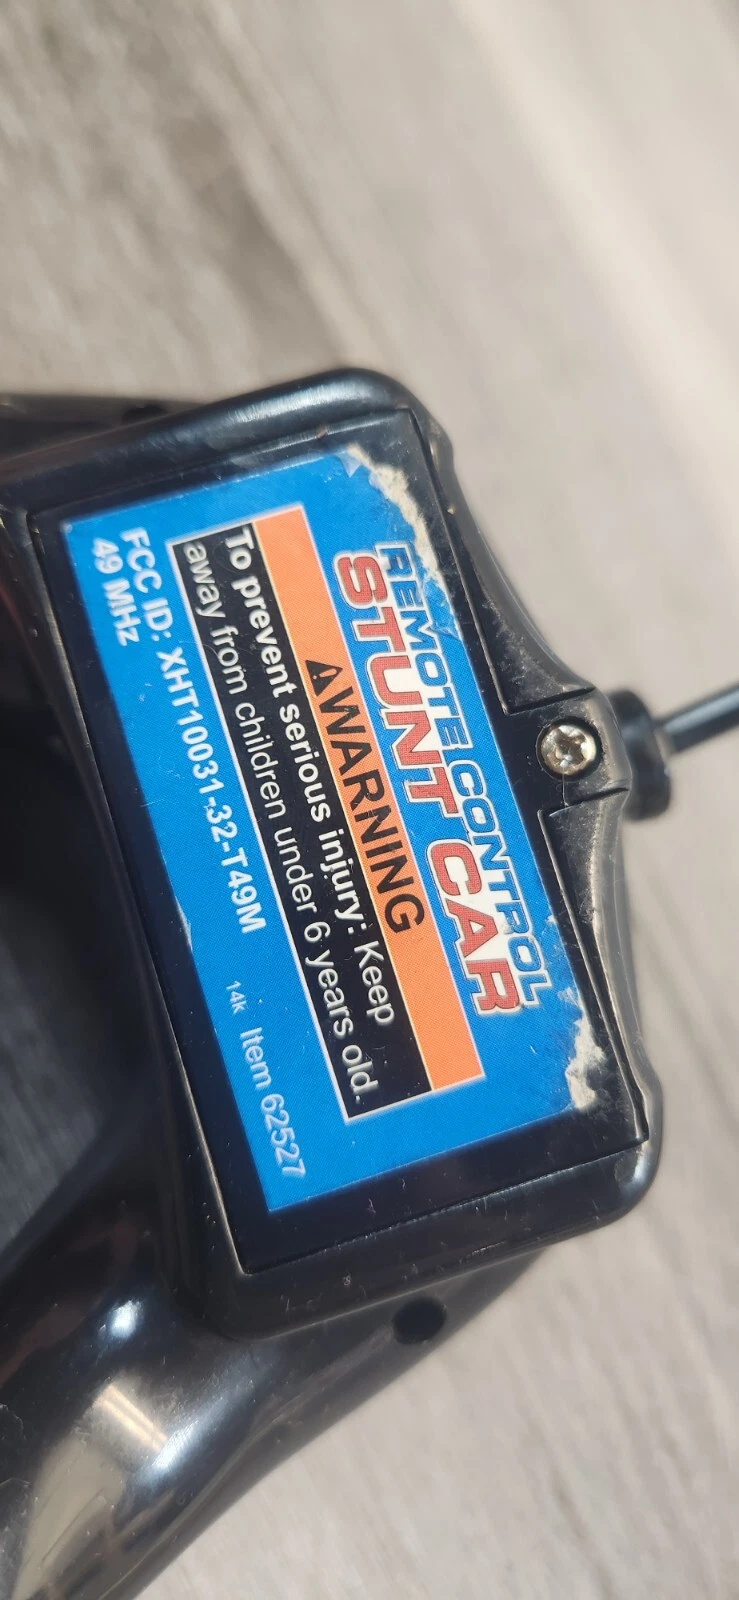 REMOTE CONTROL
STUNT CAR
⚠WARNING
To prevent serious injury: Keep
away from children under 6 years old.
FCC ID: XHT10031-32-T49M
49 MHz
14k Item 62527